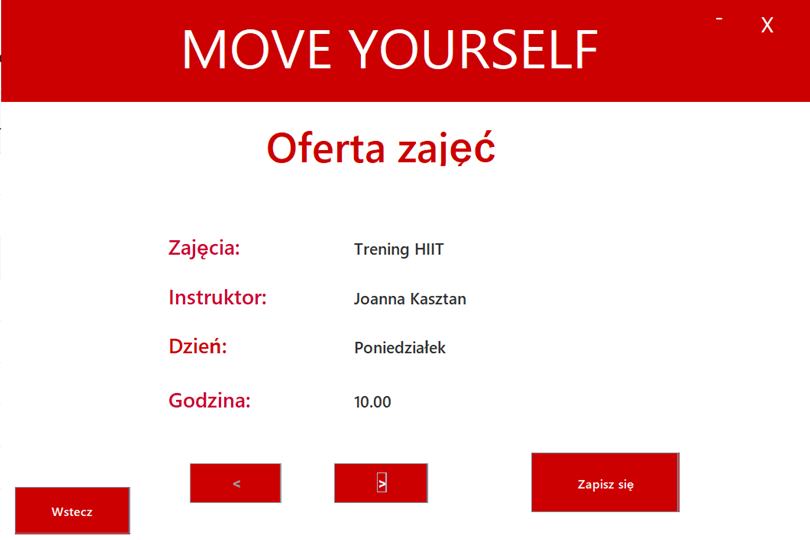 MOVE YOURSELF
- X
Oferta zajęć
Zajęcia: Trening HIIT
Instruktor: Joanna Kasztan
Dzień: Poniedziałek
Godzina: 10.00
< >
Zapisz się
Wstecz